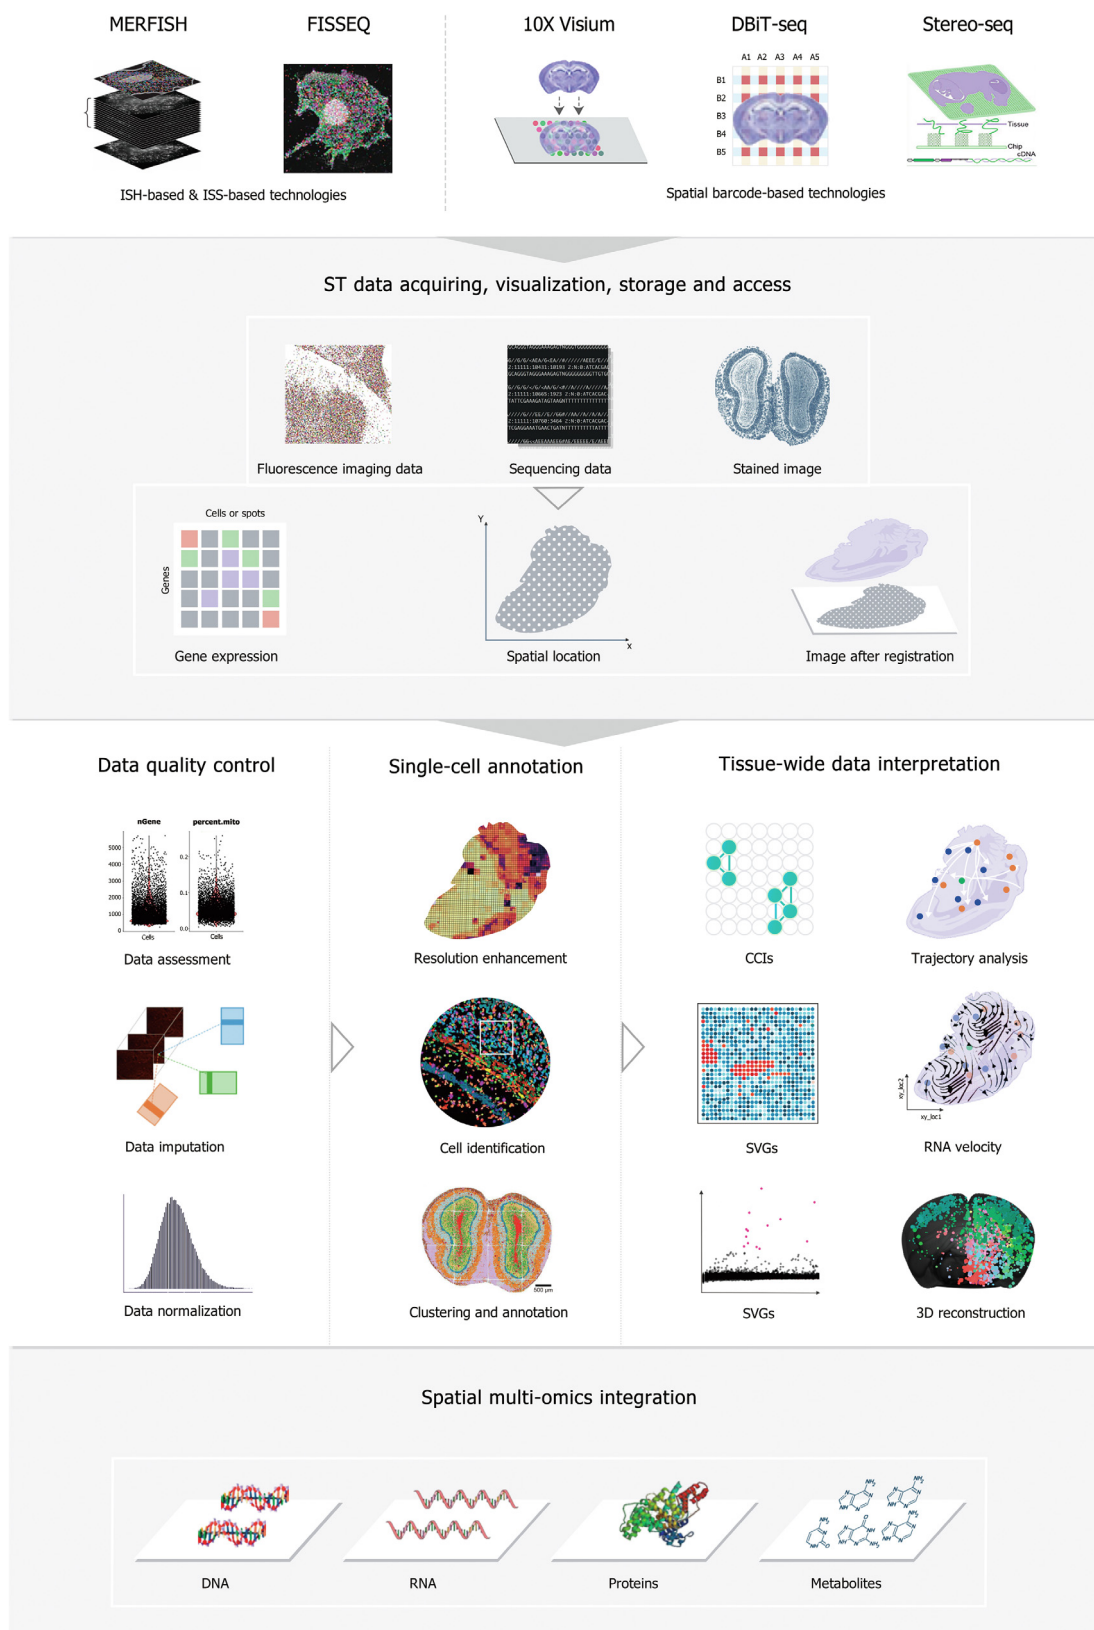 MERFISH
FISSEQ
10X Visium
DBiT-seq
Stereo-seq
A1 A2 A3 A4 A5
B1
B2
B3
B4
B5
Tissue
Chip
cDNA
ISH-based & ISS-based technologies
Spatial barcode-based technologies
ST data acquiring, visualization, storage and access
Fluorescence imaging data
Sequencing data
Stained image
Cells or spots
Genes
Y
X
Gene expression
Spatial location
Image after registration
Data quality control
Single-cell annotation
Tissue-wide data interpretation
nGene
percent.mito
5000
4000
3000
2000
1000
0
0.2
0.1
0.0
Cells
Cells
Data assessment
Resolution enhancement
CCIs
Trajectory analysis
xy_loc2
xy_loc1
Data imputation
Cell identification
SVGs
RNA velocity
500 μm
Data normalization
Clustering and annotation
SVGs
3D reconstruction
Spatial multi-omics integration
DNA
RNA
Proteins
Metabolites